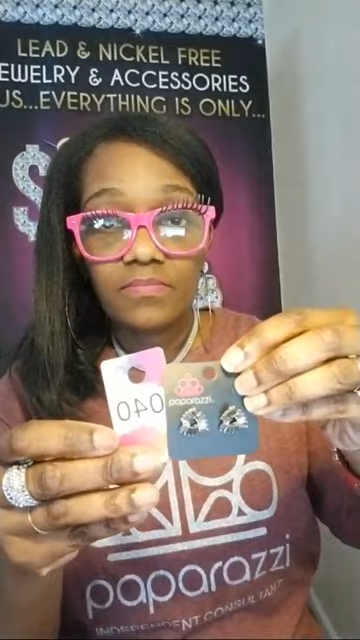 LEAD & NICKEL FREE
EWELRY & ACCESSORIES
US...EVERYTHING IS ONLY...
$
040
paparazzi
paparazzi
INDEPENDENT CONSULTANT